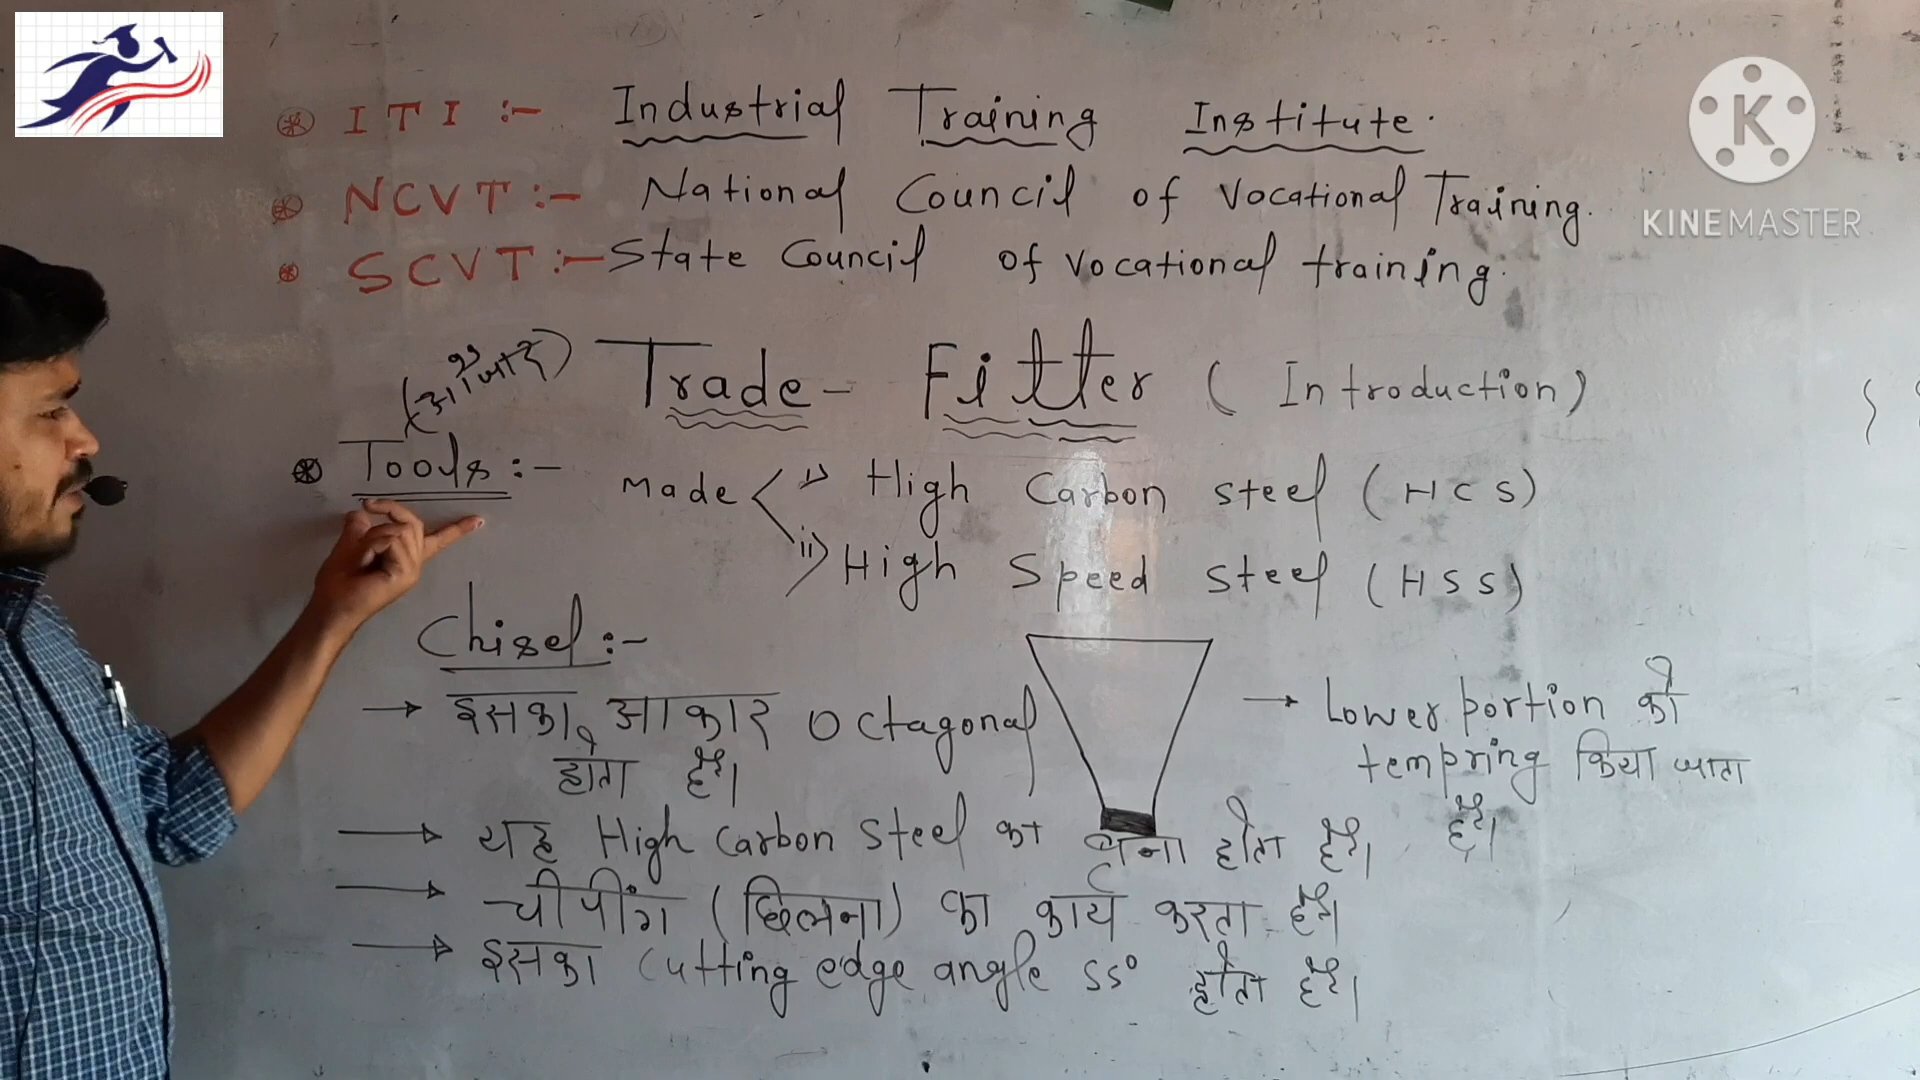 ITI :- Industrial Training Institute.
KINEMASTER
NCVT :- National Council of Vocational Training.
SCVT :- State Council of Vocational training.
(औजार)
Trade - Fitter (Introduction)
Tools :- Made i) High Carbon Steel (HCS)
ii) High Speed Steel (HSS)
Chisel :-
→ इसका आकार Octagonal
होता है।
→ Lower portion को
tempring किया जाता
है।
→ यह High Carbon Steel का बना होता है।
→ चीपींग (छिलना) का कार्य करता है।
→ इसका Cutting edge angle 55° होता है।